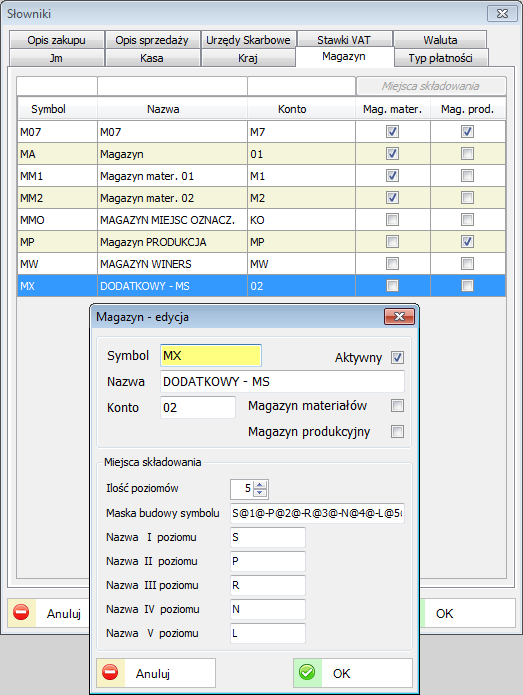 Słowniki
Opis zakupu Opis sprzedaży Urzędy Skarbowe Stawki VAT Waluta
Jm Kasa Kraj Magazyn Typ płatności
Miejsca składowania
Symbol Nazwa Konto Mag. mater. Mag. prod.
M07 M07 M7
MA Magazyn 01
MM1 Magazyn mater. 01 M1
MM2 Magazyn mater. 02 M2
MMO MAGAZYN MIEJSC OZNACZ. KO
MP Magazyn PRODUKCJA MP
MW MAGAZYN WINERS MW
MX DODATKOWY - MS 02
Magazyn - edycja
Symbol MX Aktywny
Nazwa DODATKOWY - MS
Konto 02 Magazyn materiałów
Magazyn produkcyjny
Miejsca składowania
Ilość poziomów 5
Maska budowy symbolu S@1@-P@2@-R@3@-N@4@-L@5
Nazwa I poziomu S
Nazwa II poziomu P
Nazwa III poziomu R
Nazwa IV poziomu N
Nazwa V poziomu L
Anuluj OK
Anuluj OK